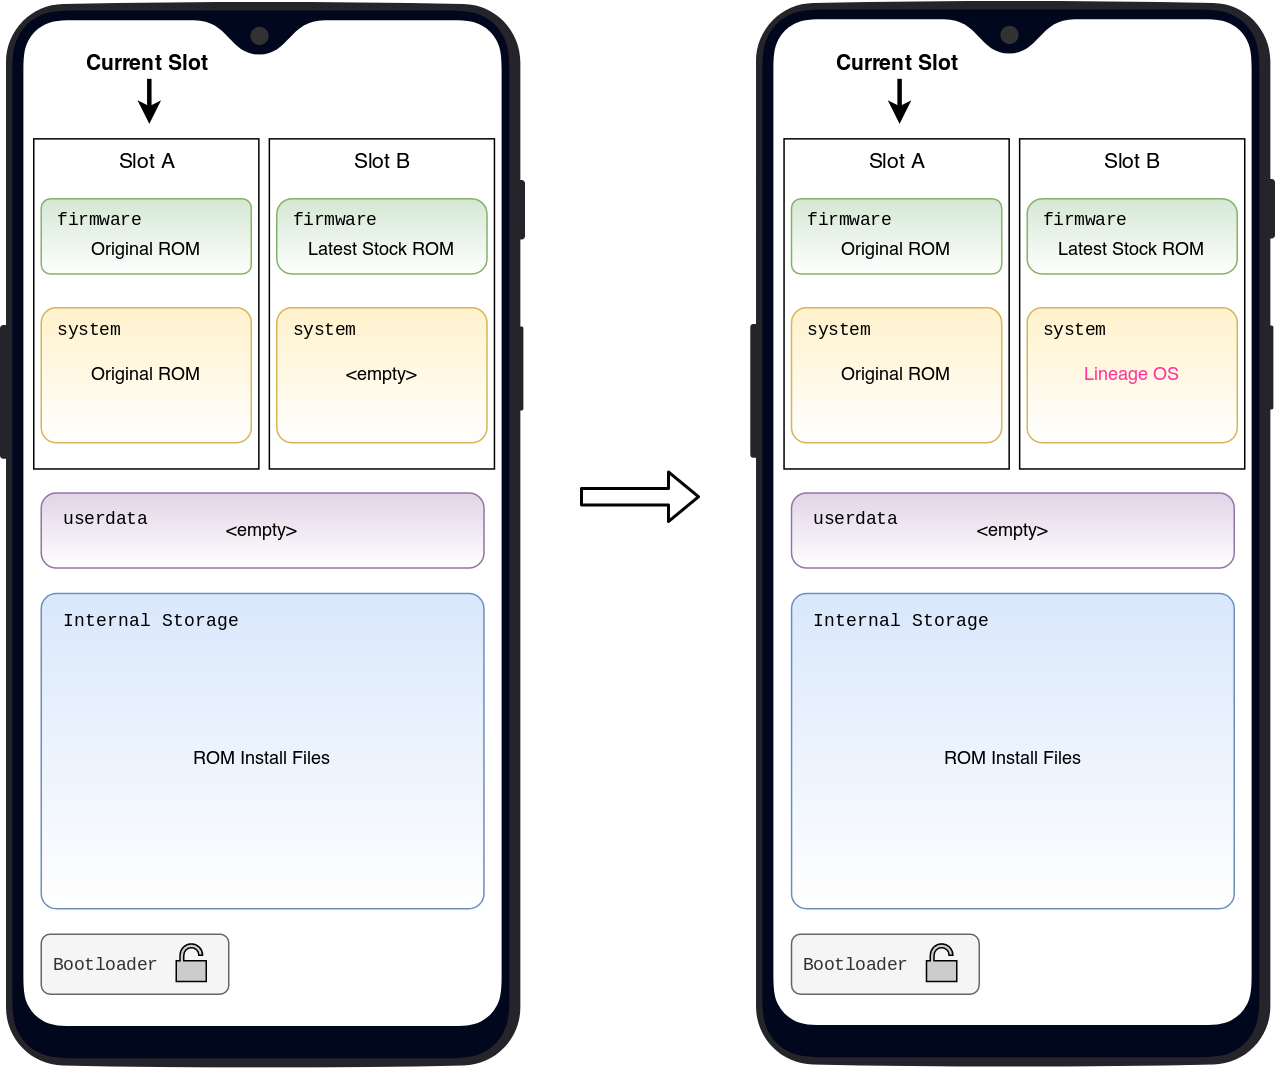 Current Slot
Slot A
firmware
Original ROM
system
Original ROM
Slot B
firmware
Latest Stock ROM
system
<empty>
userdata
<empty>
Internal Storage
ROM Install Files
Bootloader
Current Slot
Slot A
firmware
Original ROM
system
Original ROM
Slot B
firmware
Latest Stock ROM
system
Lineage OS
userdata
<empty>
Internal Storage
ROM Install Files
Bootloader